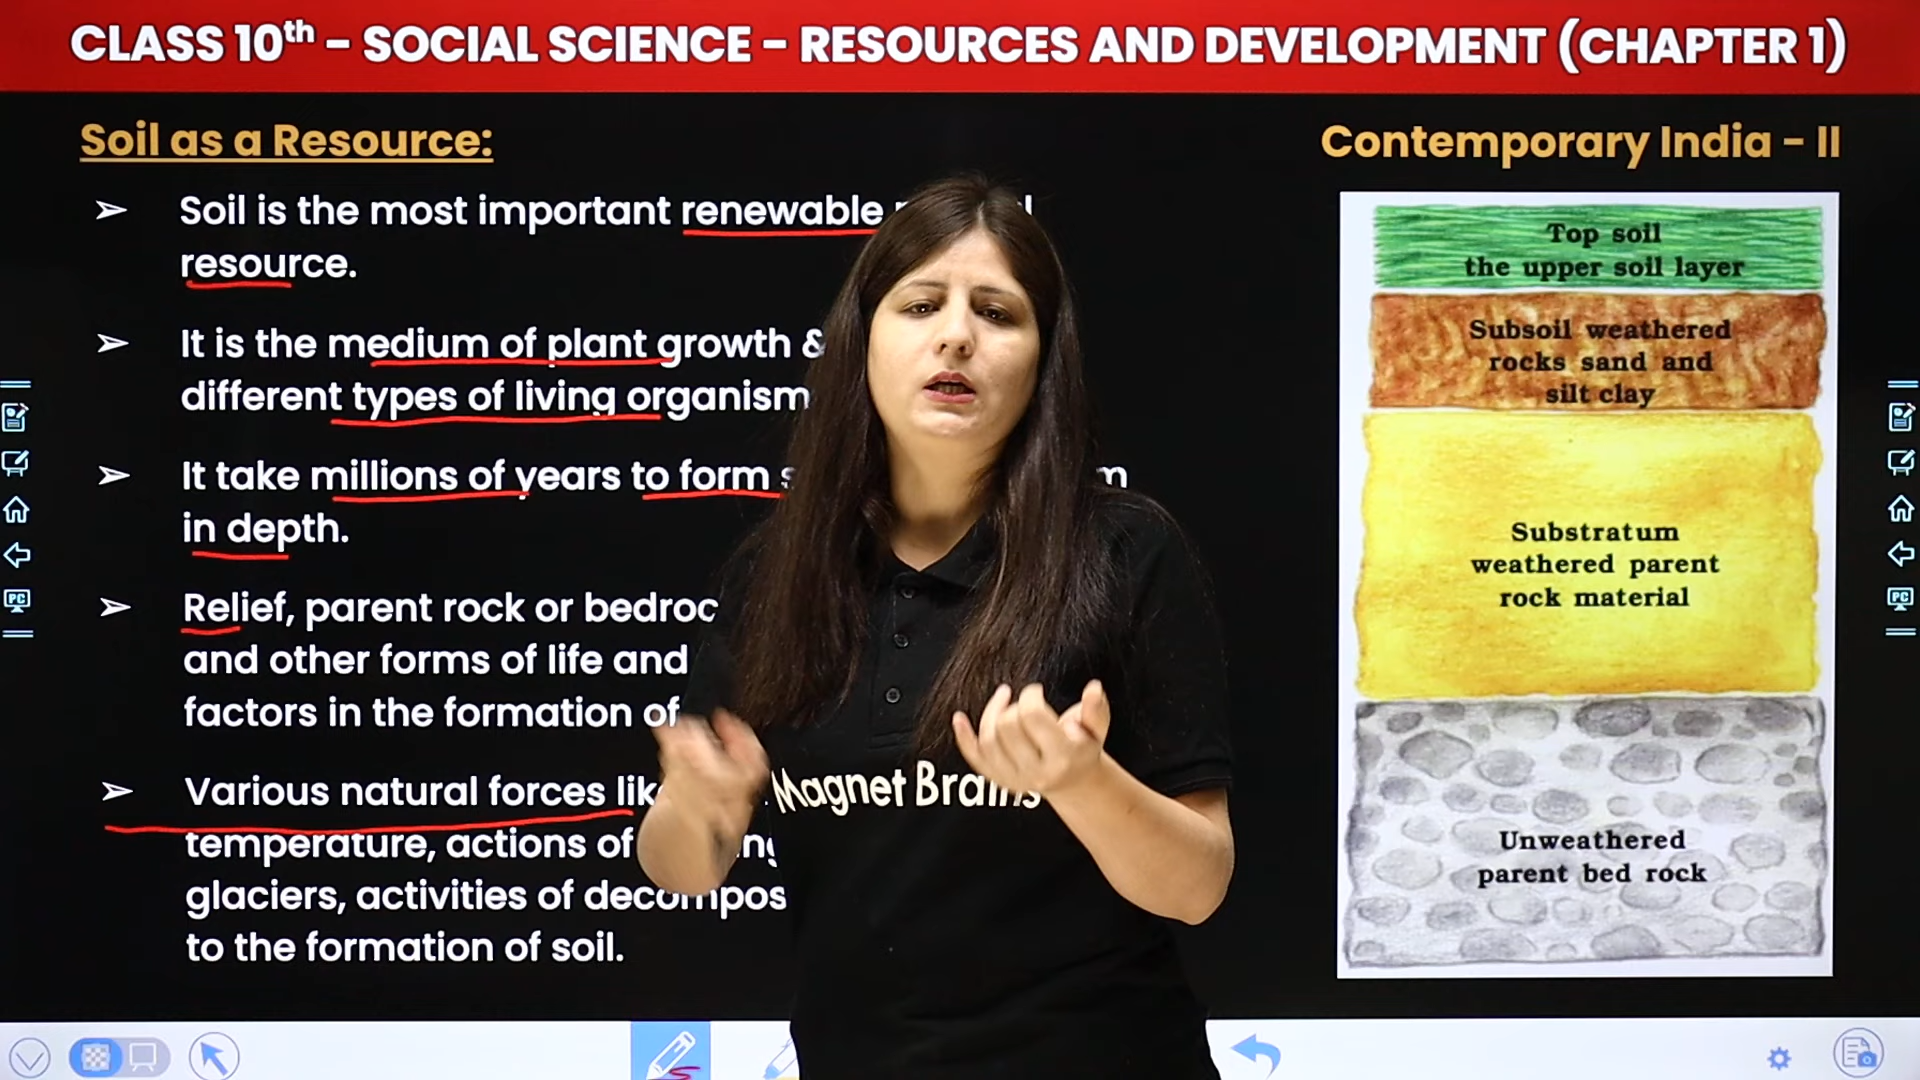 CLASS 10th - SOCIAL SCIENCE - RESOURCES AND DEVELOPMENT (CHAPTER 1)
Soil as a Resource:
Contemporary India - II
➢ Soil is the most important renewable
resource.
➢ It is the medium of plant growth &
different types of living organism
➢ It take millions of years to form
in depth.
➢ Relief, parent rock or
and other forms of life and
factors in the formation of
➢ Various natural forces
temperature, actions of
glaciers, activities of
to the formation of soil.
Magnet Brains
Top soil
the upper soil layer
Subsoil weathered
rocks sand and
silt clay
Substratum
weathered parent
rock material
Unweathered
parent bed rock
PC
PC